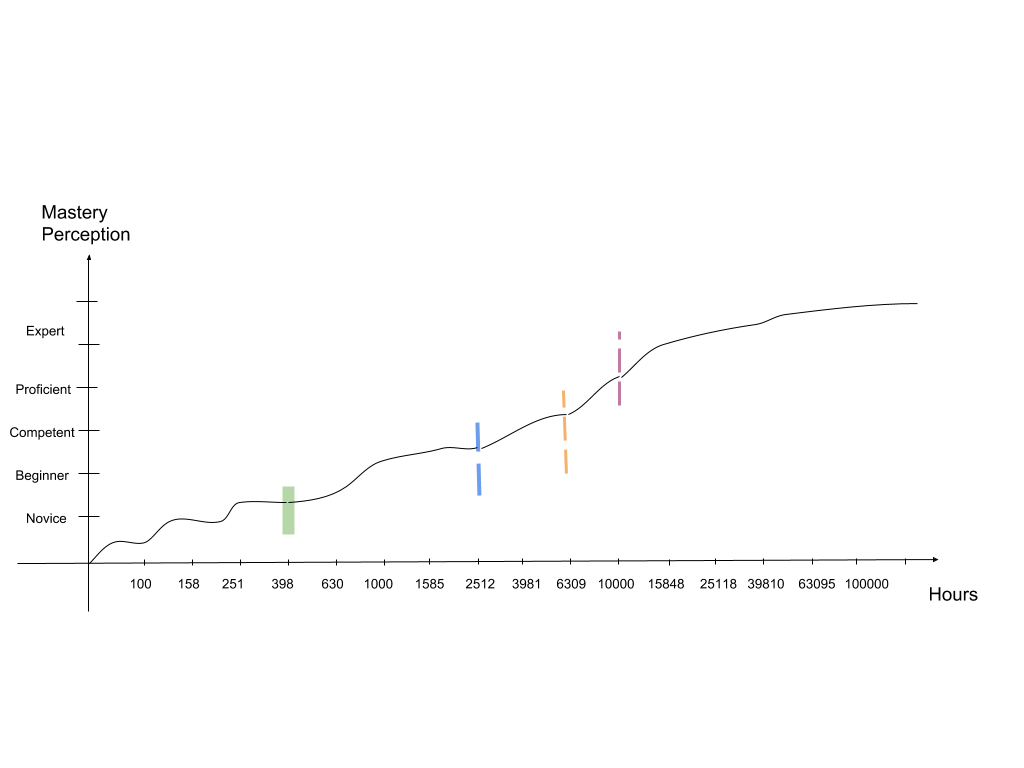 Mastery
Perception
Expert
Proficient
Competent
Beginner
Novice
100 158 251 398 630 1000 1585 2512 3981 6309 10000 15848 25118 39810 63095 100000
Hours